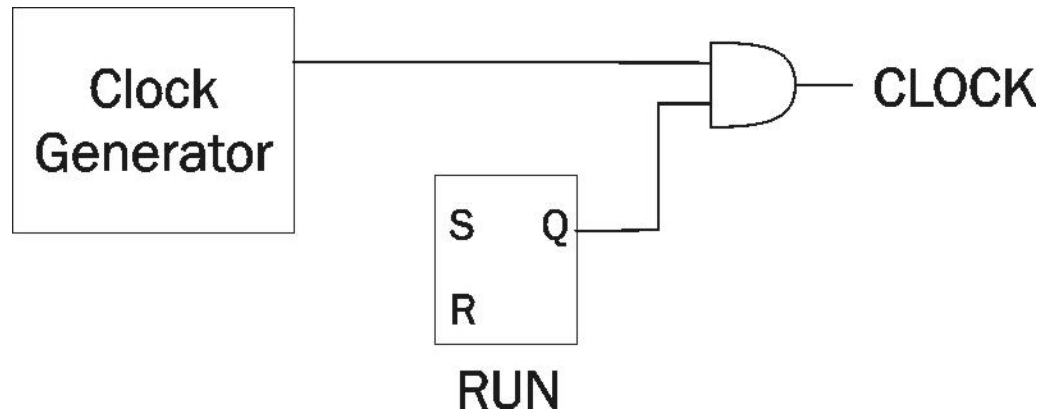 Clock
Generator
CLOCK
S Q
R
RUN